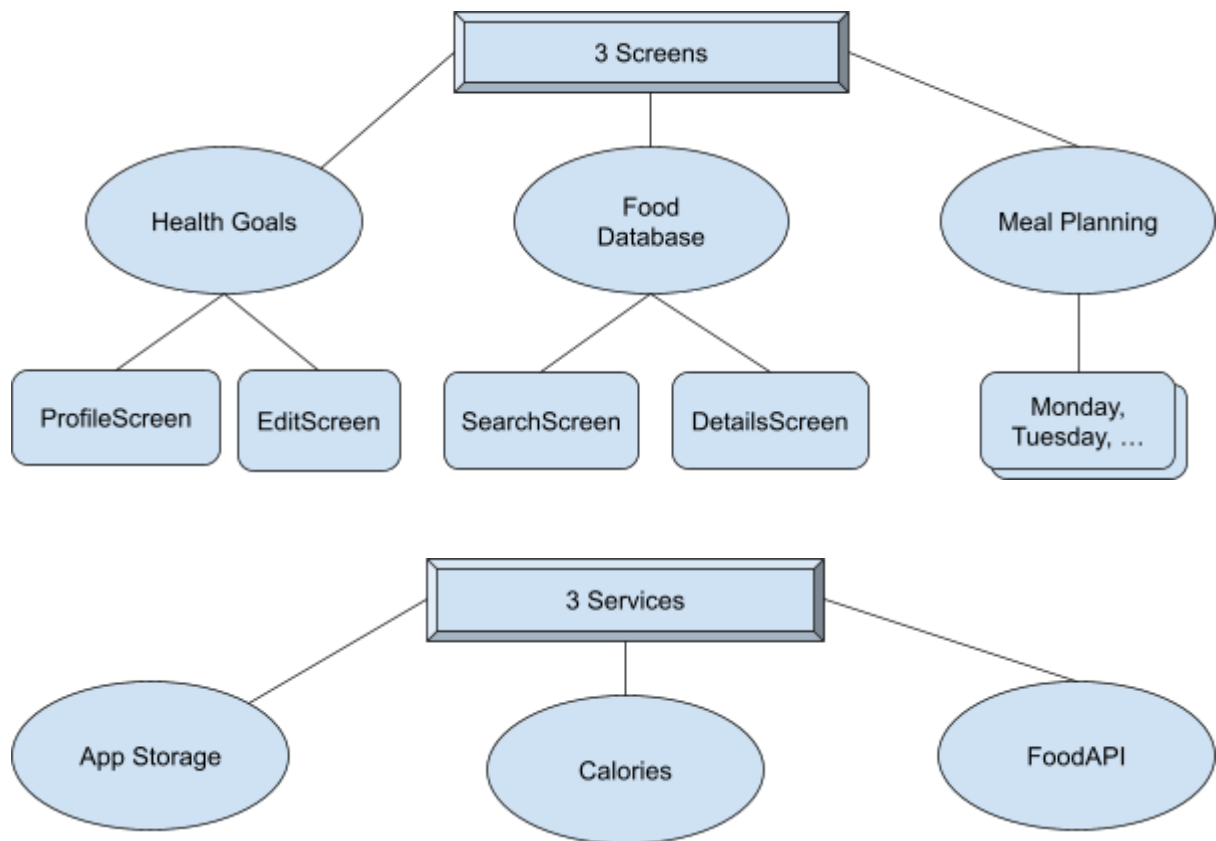 3 Screens
Health Goals
Food
Database
Meal Planning
ProfileScreen
EditScreen
SearchScreen
DetailsScreen
Monday,
Tuesday, …
3 Services
App Storage
Calories
FoodAPI